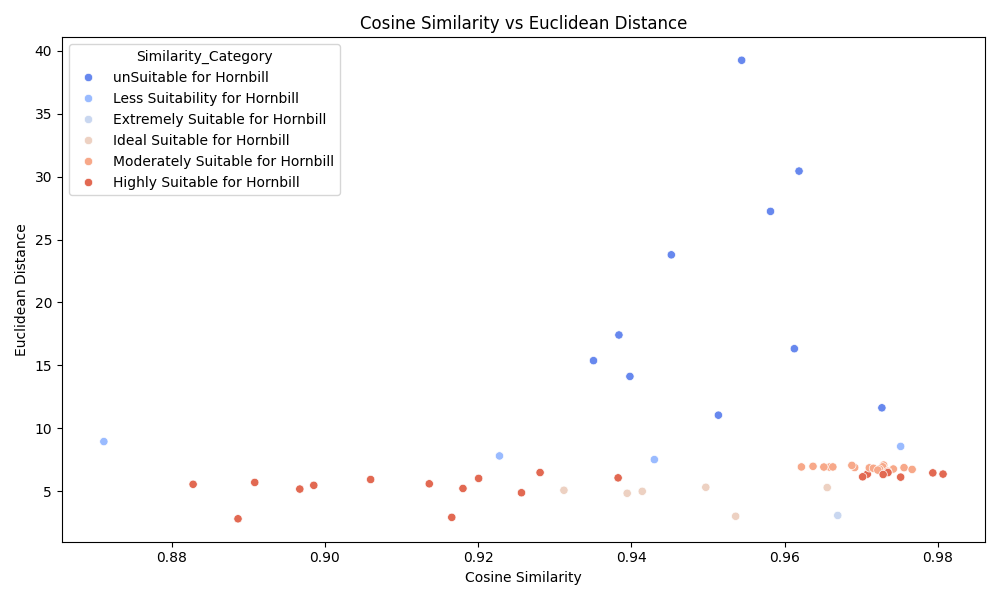 Cosine Similarity vs Euclidean Distance
Similarity_Category
unSuitable for Hornbill
Less Suitability for Hornbill
Extremely Suitable for Hornbill
Ideal Suitable for Hornbill
Moderately Suitable for Hornbill
Highly Suitable for Hornbill
Euclidean Distance
40
35
30
25
20
15
10
5
0.88 0.90 0.92 0.94 0.96 0.98
Cosine Similarity